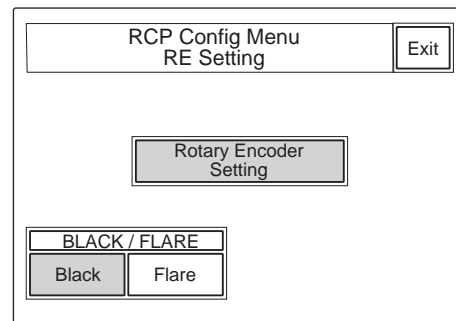 RCP Config Menu
RE Setting
Exit
Rotary Encoder
Setting
BLACK / FLARE
Black
Flare